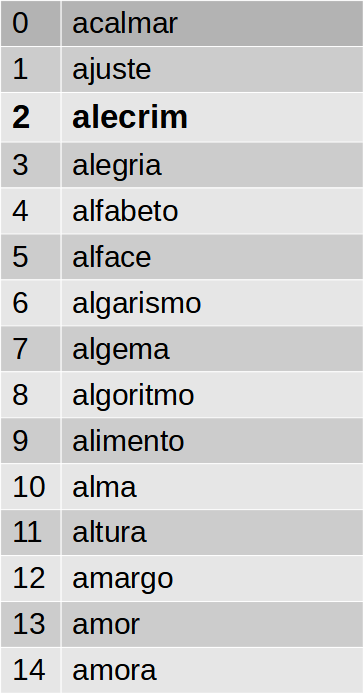 0 acalmar
1 ajuste
2 alecrim
3 alegria
4 alfabeto
5 alface
6 algarismo
7 algema
8 algoritmo
9 alimento
10 alma
11 altura
12 amargo
13 amor
14 amora